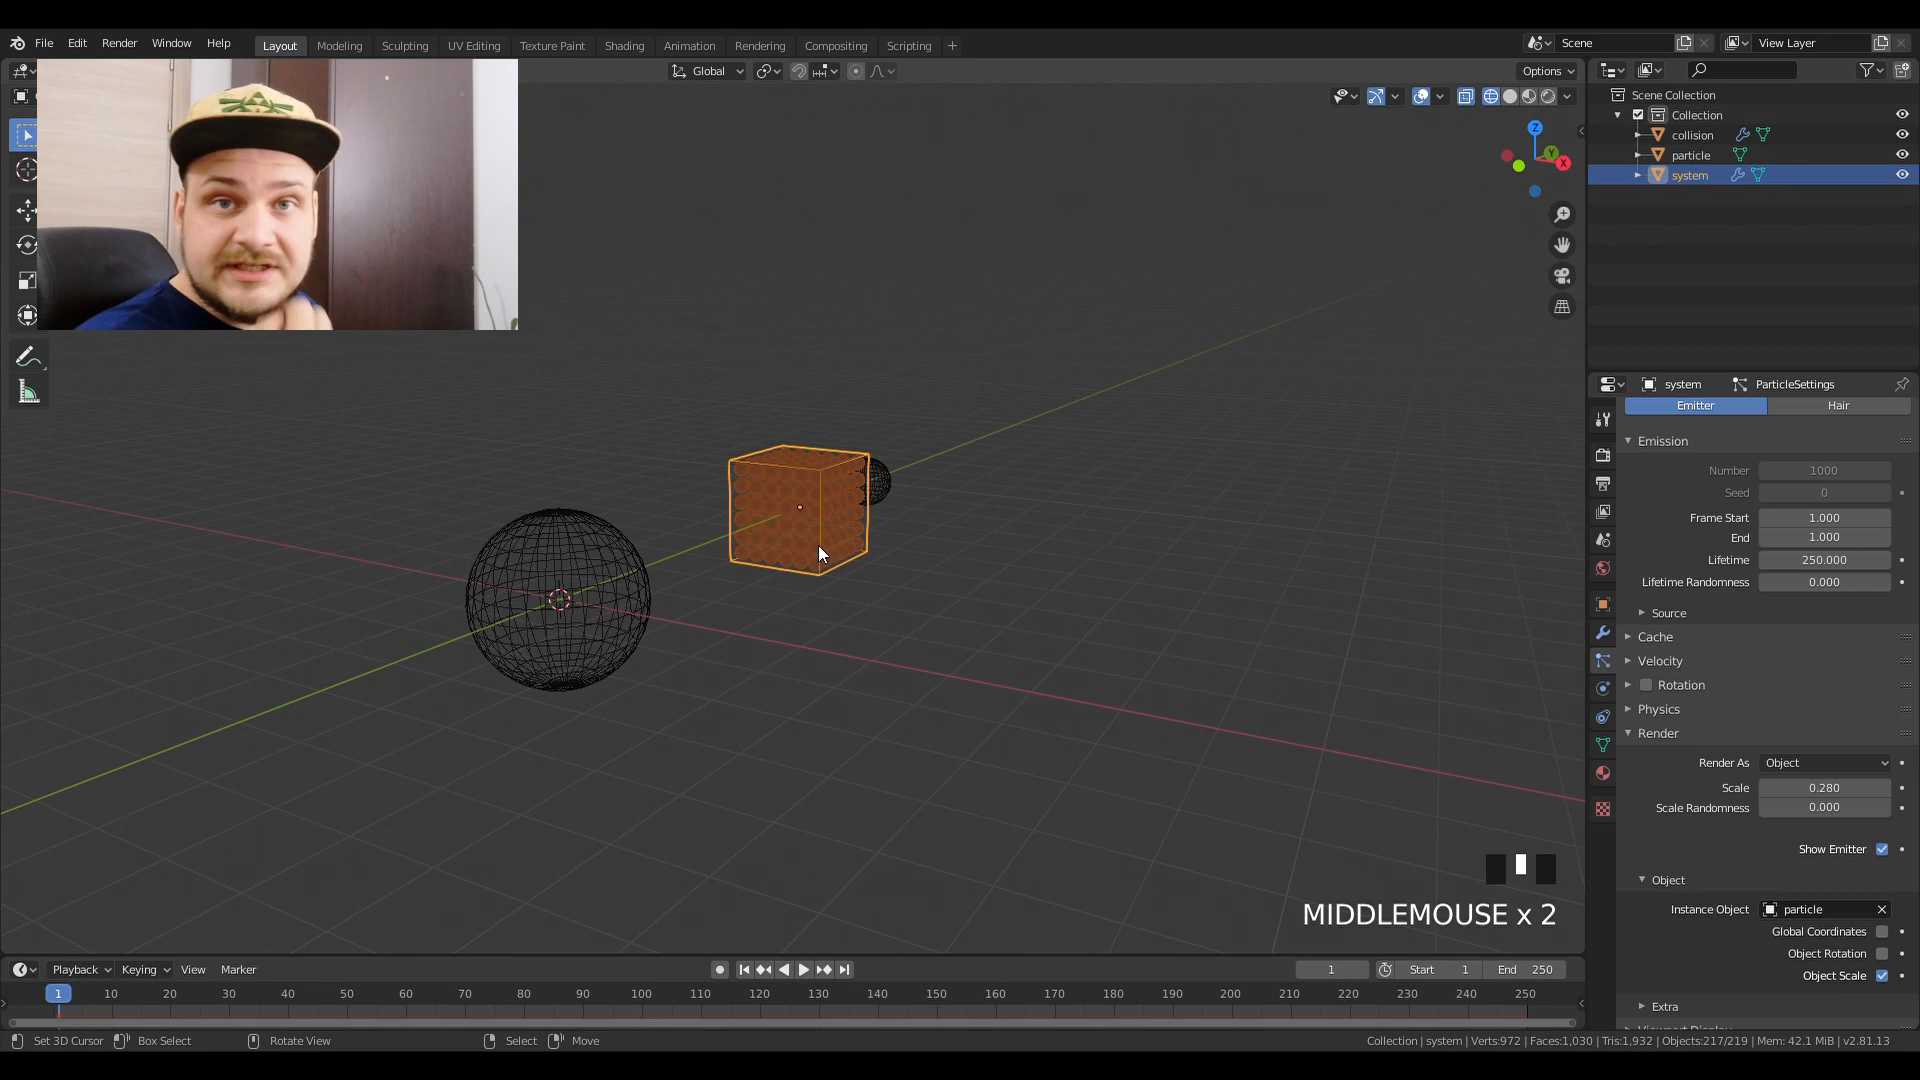 File Edit Render Window Help
Layout Modeling Sculpting UV Editing Texture Paint Shading Animation Rendering Compositing Scripting +
Scene
View Layer
Global
Options
Z
Y
X
Scene Collection
Collection
collision
particle
system
system ParticleSettings
Emitter Hair
Emission
Number 1000
Seed 0
Frame Start 1.000
End 1.000
Lifetime 250.000
Lifetime Randomness 0.000
Source
Cache
Velocity
Rotation
Physics
Render
Render As Object
Scale 0.280
Scale Randomness 0.000
Show Emitter
Object
Instance Object particle
Global Coordinates
Object Rotation
Object Scale
Extra
MIDDLEMOUSE x 2
Playback Keying View Marker
1 Start 1 End 250
1 10 20 30 40 50 60 70 80 90 100 110 120 130 140 150 160 170 180 190 200 210 220 230 240 250
Set 3D Cursor Box Select Rotate View Select Move
Collection | system | Verts:972 | Faces:1,030 | Tris:1,932 | Objects:217/219 | Mem: 42.1 MiB | v2.81.13